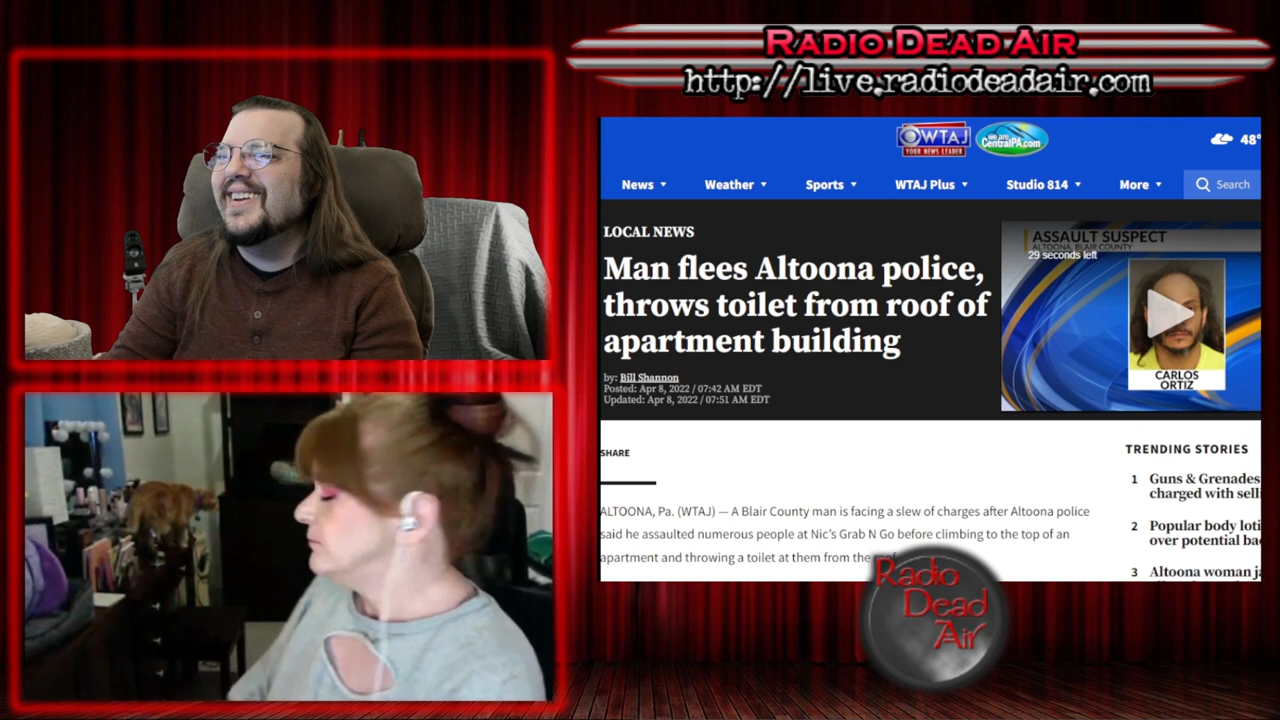 Radio Dead Air
http://live.radiodeadair.com
WTAJ
YOUR NEWS LEADER
we are
CentralPA.com
48°
News
Weather
Sports
WTAJ Plus
Studio 814
More
Search
LOCAL NEWS
Man flees Altoona police,
throws toilet from roof of
apartment building
by: Bill Shannon
Posted: Apr 8, 2022 / 07:42 AM EDT
Updated: Apr 8, 2022 / 07:51 AM EDT
ASSAULT SUSPECT
ALTOONA, BLAIR COUNTY
29 seconds left
CARLOS
ORTIZ
SHARE
ALTOONA, Pa. (WTAJ) — A Blair County man is facing a slew of charges after Altoona police
said he assaulted numerous people at Nic's Grab N Go before climbing to the top of an
apartment and throwing a toilet at them from the
TRENDING STORIES
1 Guns & Grenades
charged with sell
2 Popular body loti
over potential ba
3 Altoona woman ja
Radio
Dead
Air